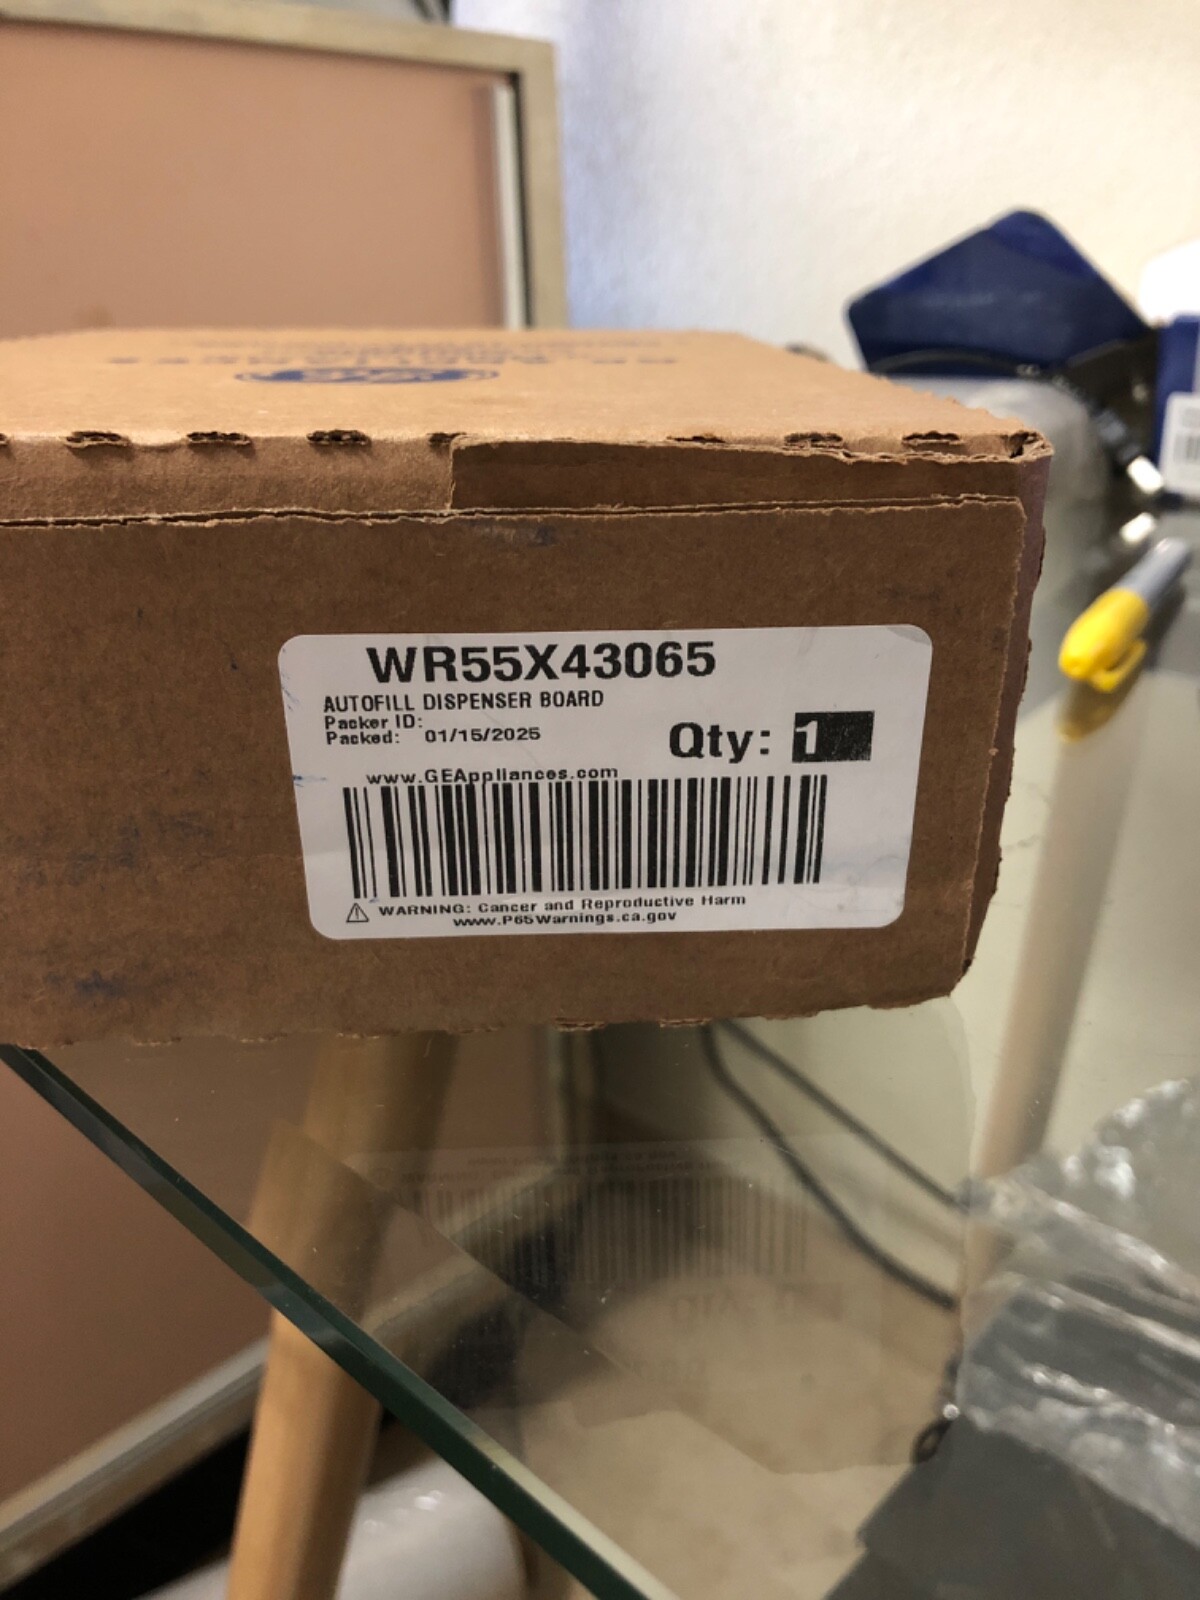 WR55X43065
AUTOFILL DISPENSER BOARD
Packer ID:
Packed: 01/15/2025
Qty: 1
www.GEAppliances.com
WARNING: Cancer and Reproductive Harm
www.P65Warnings.ca.gov